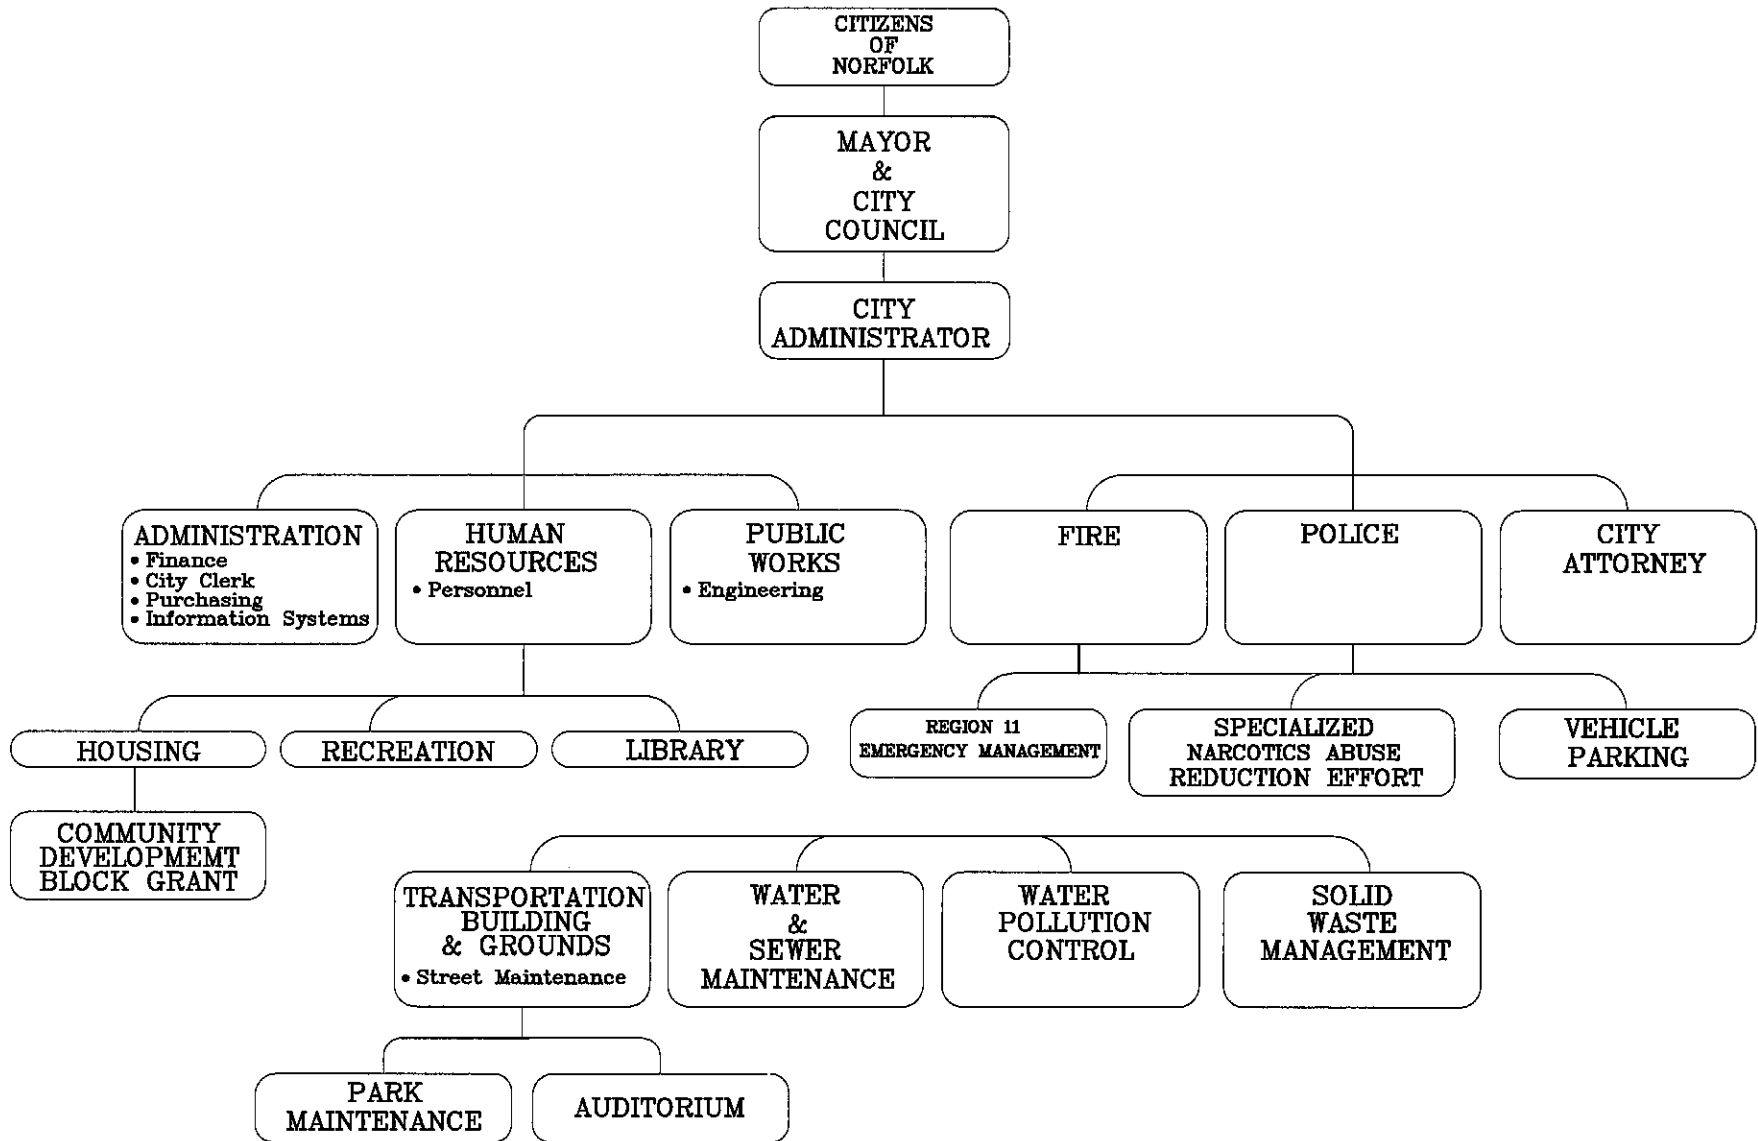 CITIZENS
OF
NORFOLK
MAYOR
&
CITY
COUNCIL
CITY
ADMINISTRATOR
ADMINISTRATION
• Finance
• City Clerk
• Purchasing
• Information Systems
HUMAN
RESOURCES
• Personnel
PUBLIC
WORKS
• Engineering
FIRE
POLICE
CITY
ATTORNEY
HOUSING
RECREATION
LIBRARY
REGION 11
EMERGENCY MANAGEMENT
SPECIALIZED
NARCOTICS ABUSE
REDUCTION EFFORT
VEHICLE
PARKING
COMMUNITY
DEVELOPMEMT
BLOCK GRANT
TRANSPORTATION
BUILDING
& GROUNDS
• Street Maintenance
WATER
&
SEWER
MAINTENANCE
WATER
POLLUTION
CONTROL
SOLID
WASTE
MANAGEMENT
PARK
MAINTENANCE
AUDITORIUM